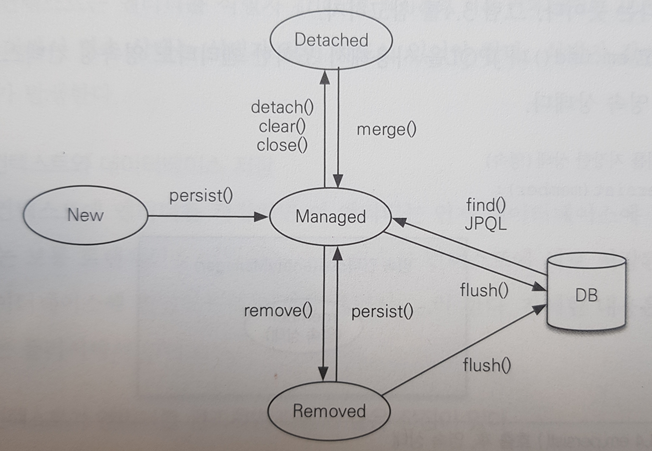 Detached
detach()
clear()
close()
merge()
persist()
New
Managed
find()
JPQL
flush()
DB
remove()
persist()
flush()
Removed